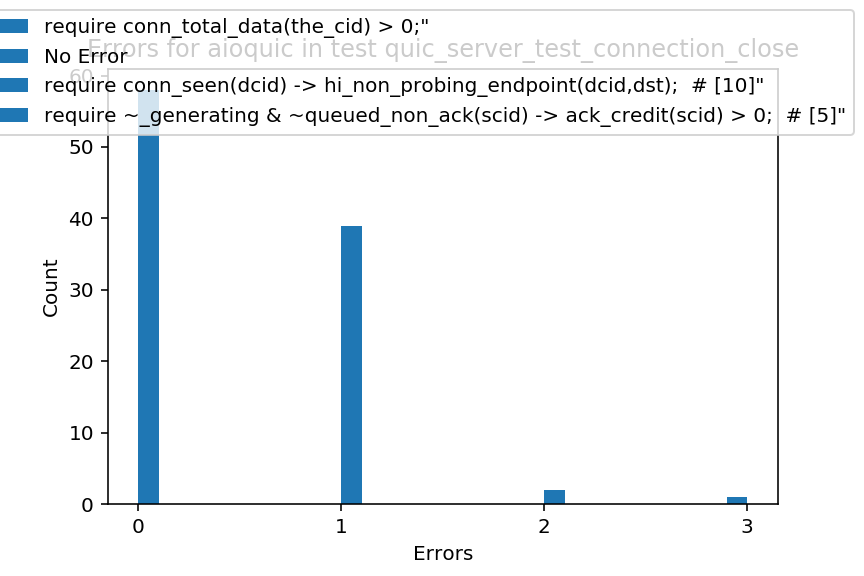 require conn_total_data(the_cid) > 0;"
Errors for aioquic in test quic_server_test_connection_close
No Error
require conn_seen(dcid) -> hi_non_probing_endpoint(dcid,dst);  # [10]"
require ~_generating & ~queued_non_ack(scid) -> ack_credit(scid) > 0;  # [5]"
60
50
40
30
20
10
0
Count
0 1 2 3
Errors